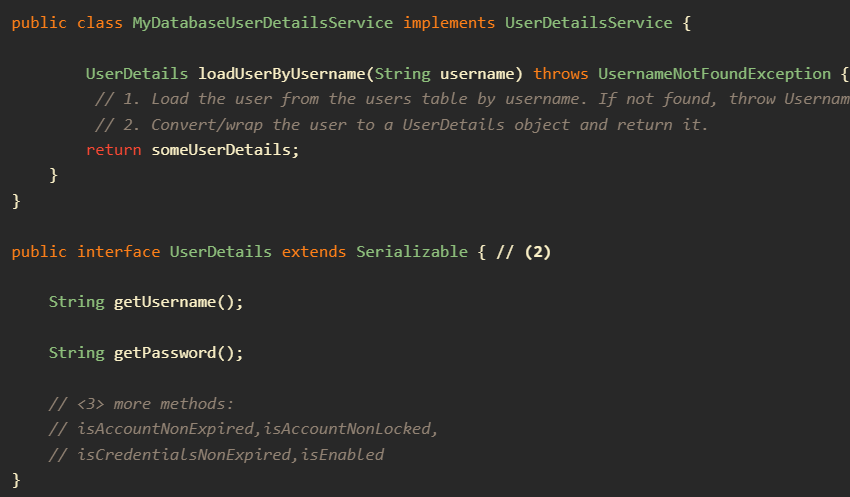 public class MyDatabaseUserDetailsService implements UserDetailsService {
UserDetails loadUserByUsername(String username) throws UsernameNotFoundException {
// 1. Load the user from the users table by username. If not found, throw Usernam
// 2. Convert/wrap the user to a UserDetails object and return it.
return someUserDetails;
}
}
public interface UserDetails extends Serializable { // (2)
String getUsername();
String getPassword();
// <3> more methods:
// isAccountNonExpired,isAccountNonLocked,
// isCredentialsNonExpired,isEnabled
}